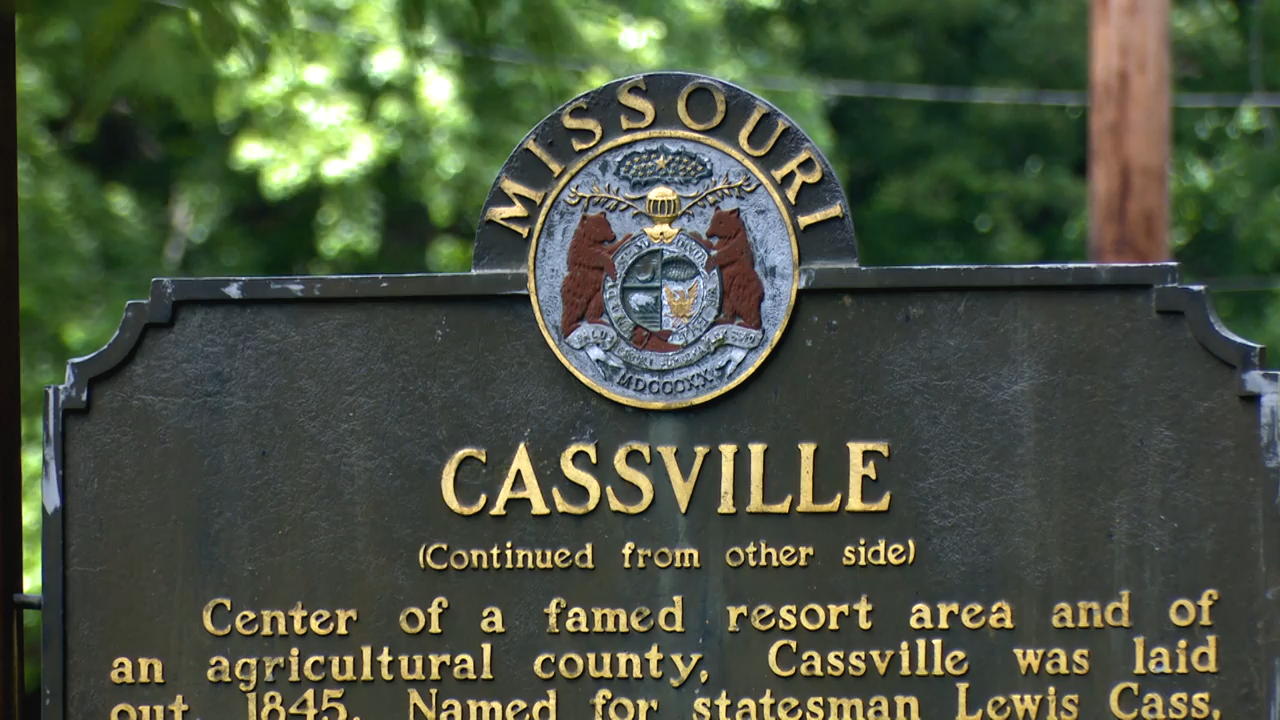 MISSOURI
MDCCCXX
CASSVILLE
(Continued from other side)
Center of a famed resort area and of
an agricultural county, Cassville was laid
out, 1845. Named for statesman Lewis Cass,